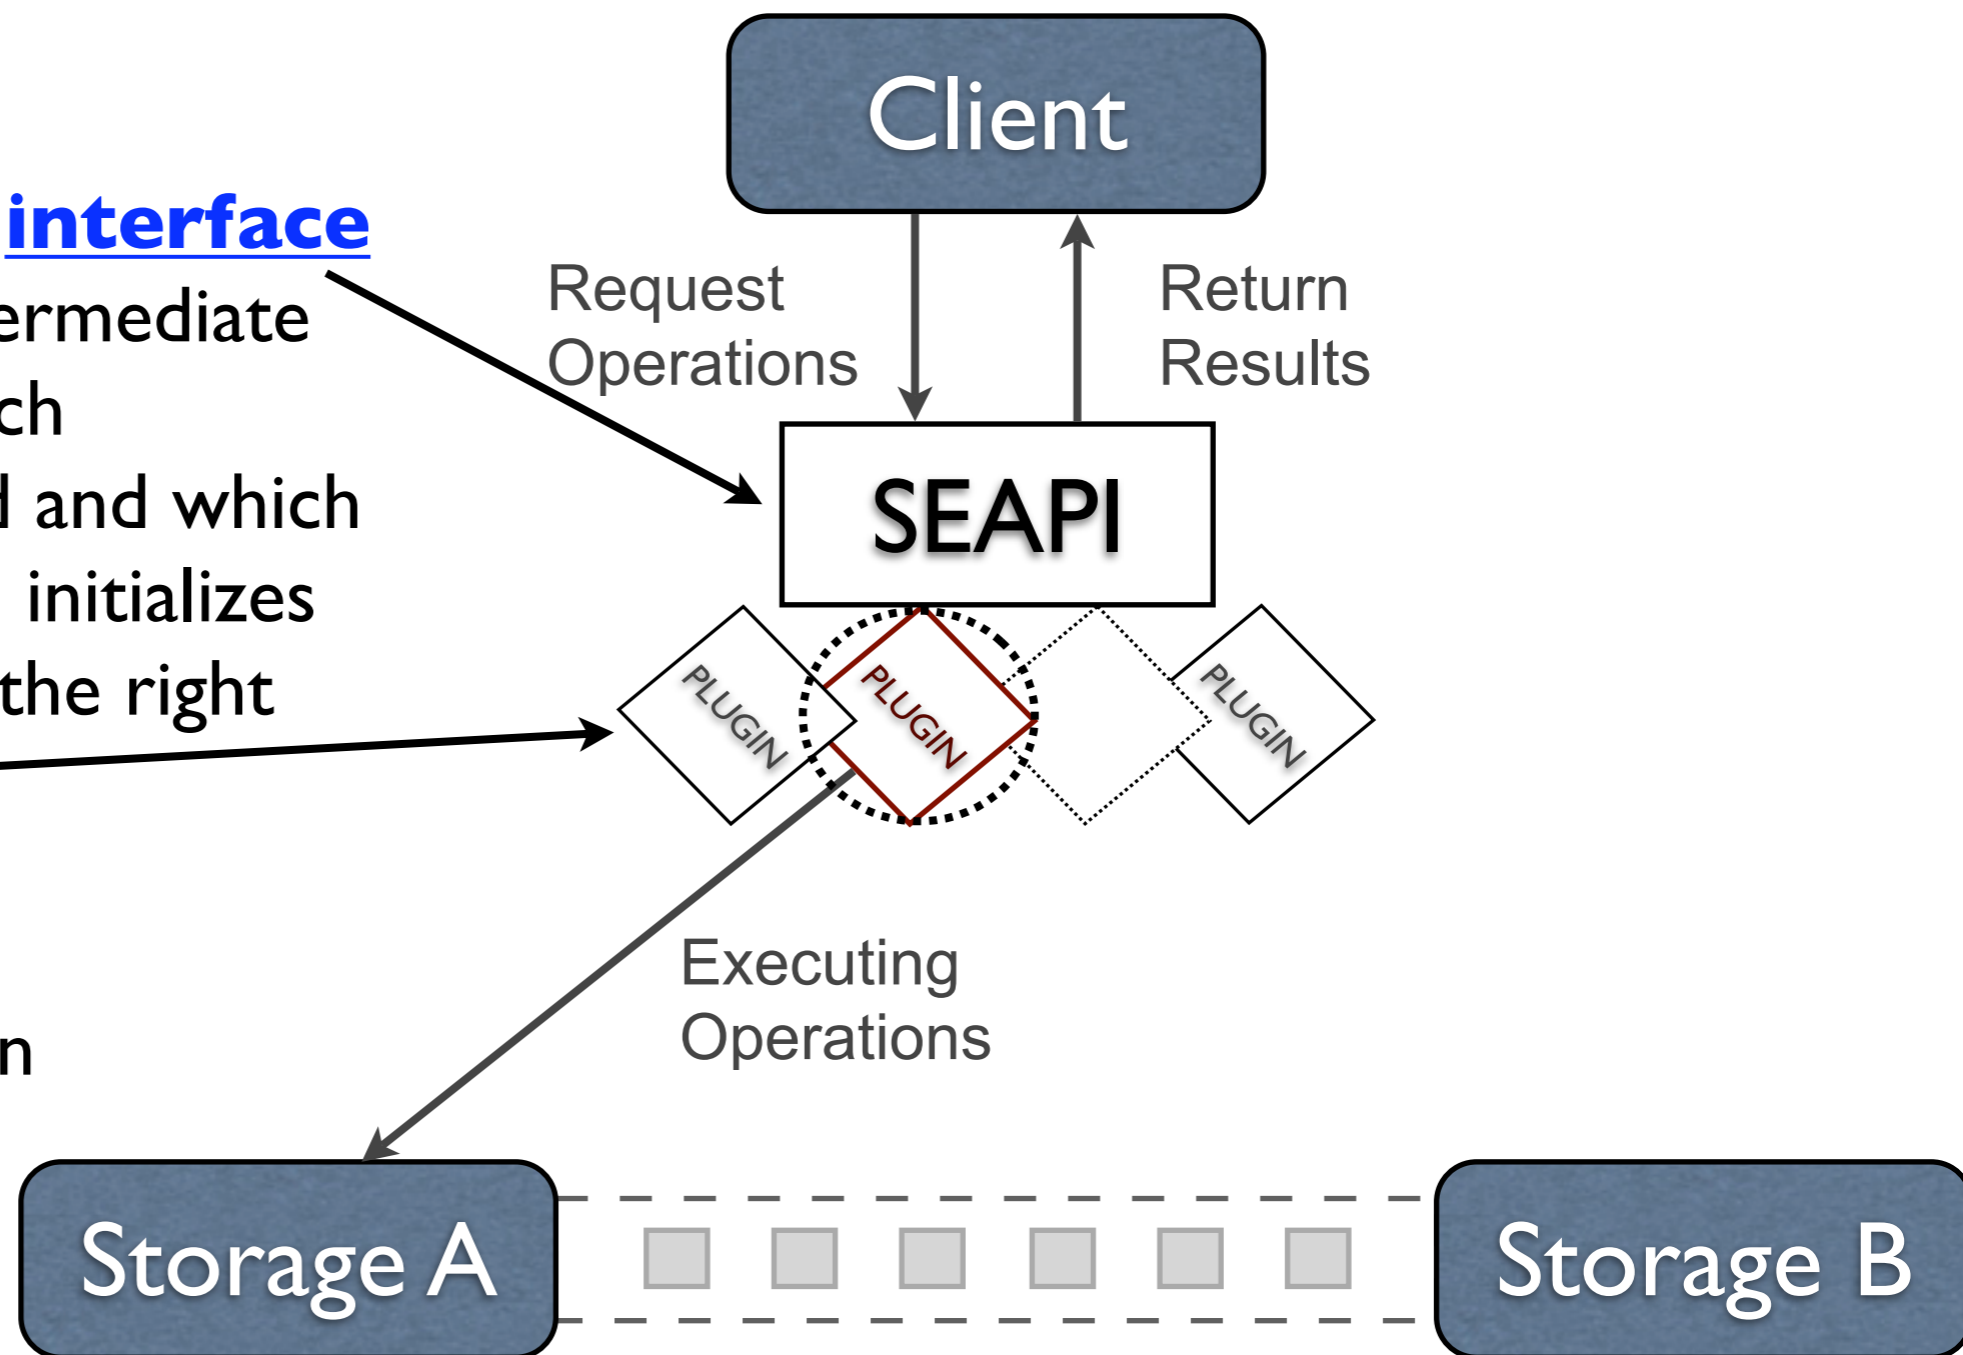 Client
interface
ermediate
ch
d and which
initializes
the right
n
Request
Operations
Return
Results
SEAPI
PLUGIN
PLUGIN
PLUGIN
Executing
Operations
Storage A
Storage B